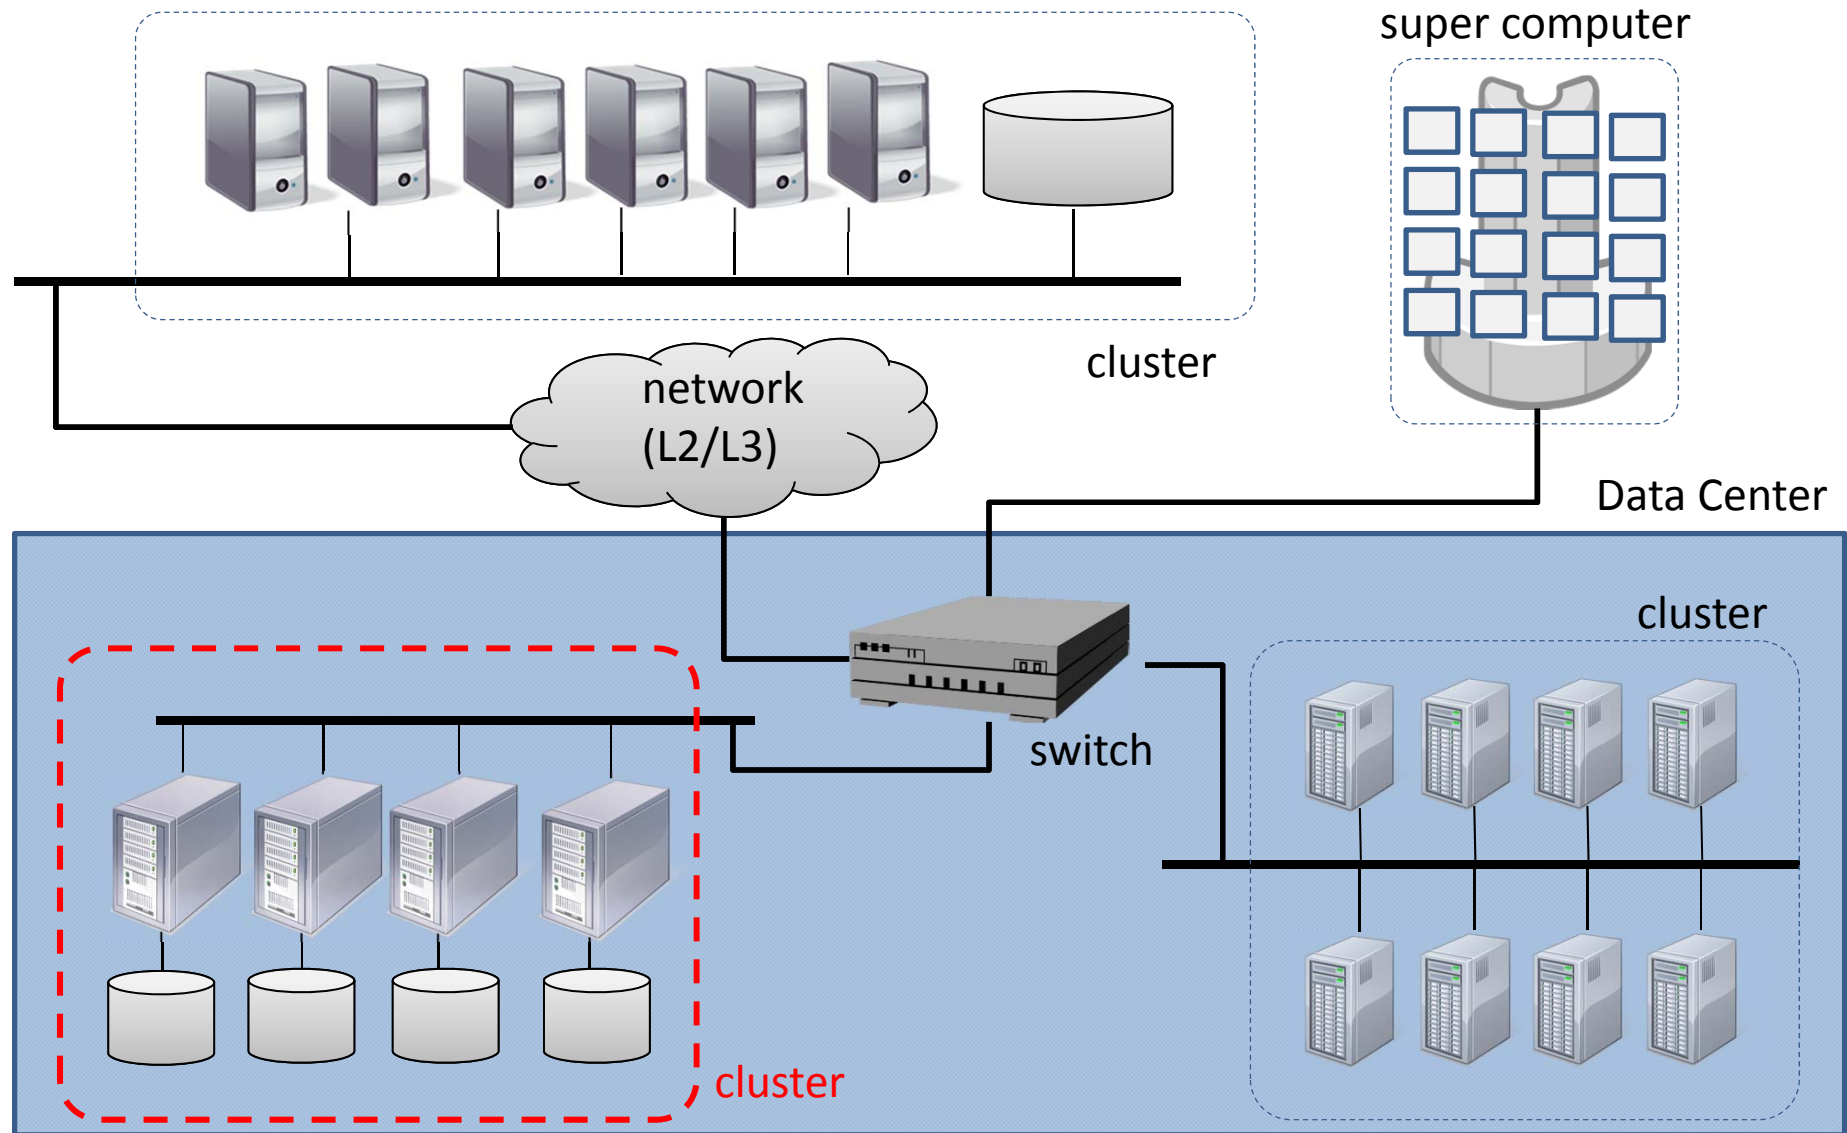 super computer
cluster
network
(L2/L3)
Data Center
cluster
switch
cluster